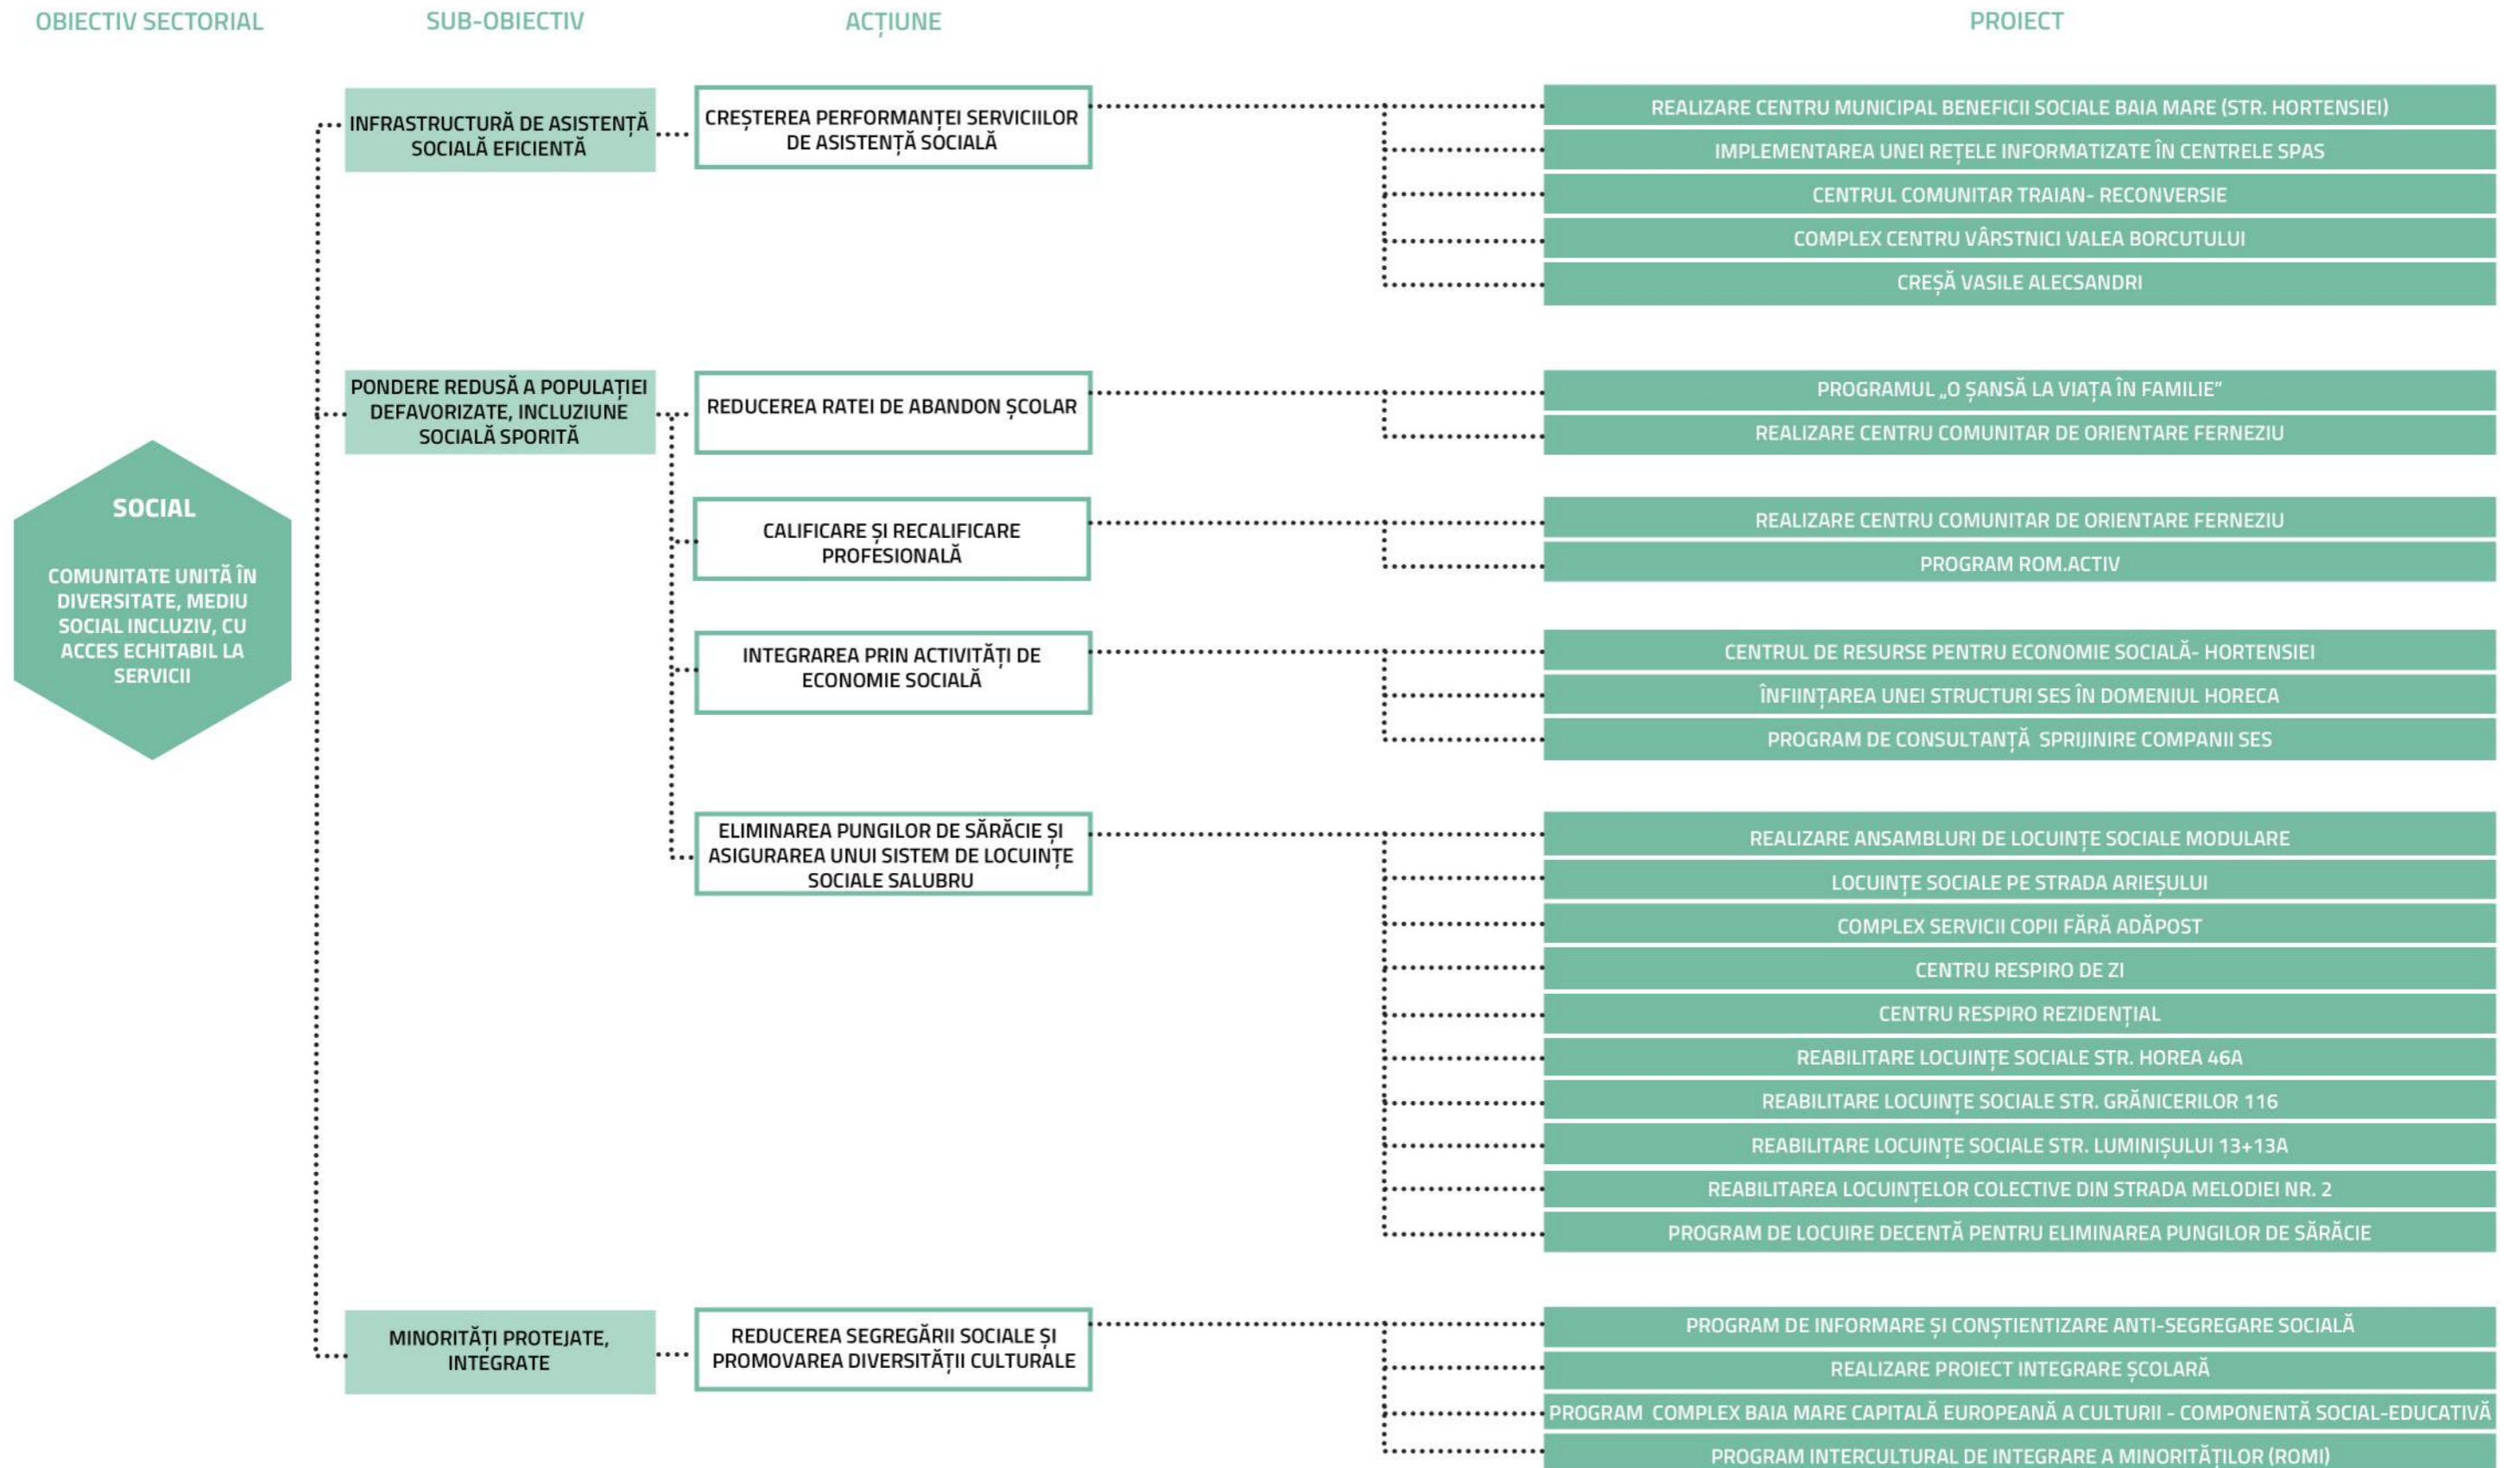 OBIECTIV SECTORIAL
SUB-OBIECTIV
ACȚIUNE
PROIECT
SOCIAL
COMUNITATE UNITĂ ÎN
DIVERSITATE, MEDIU
SOCIAL INCLUZIV, CU
ACCES ECHITABIL LA
SERVICII
INFRASTRUCTURĂ DE ASISTENȚĂ
SOCIALĂ EFICIENTĂ
CREȘTEREA PERFORMANȚEI SERVICIILOR
DE ASISTENȚĂ SOCIALĂ
REALIZARE CENTRU MUNICIPAL BENEFICII SOCIALE BAIA MARE (STR. HORTENSIEI)
IMPLEMENTAREA UNEI REȚELE INFORMATIZATE ÎN CENTRELE SPAS
CENTRUL COMUNITAR TRAIAN- RECONVERSIE
COMPLEX CENTRU VÂRSTNICI VALEA BORCUTULUI
CREȘĂ VASILE ALECSANDRI
PONDERE REDUSĂ A POPULAȚIEI
DEFAVORIZATE, INCLUZIUNE
SOCIALĂ SPORITĂ
REDUCEREA RATEI DE ABANDON ȘCOLAR
PROGRAMUL „O ȘANSĂ LA VIAȚA ÎN FAMILIE”
REALIZARE CENTRU COMUNITAR DE ORIENTARE FERNEZIU
CALIFICARE ȘI RECALIFICARE
PROFESIONALĂ
REALIZARE CENTRU COMUNITAR DE ORIENTARE FERNEZIU
PROGRAM ROM.ACTIV
INTEGRAREA PRIN ACTIVITĂȚI DE
ECONOMIE SOCIALĂ
CENTRUL DE RESURSE PENTRU ECONOMIE SOCIALĂ- HORTENSIEI
ÎNFIINȚAREA UNEI STRUCTURI SES ÎN DOMENIUL HORECA
PROGRAM DE CONSULTANȚĂ  SPRIJINIRE COMPANII SES
ELIMINAREA PUNGILOR DE SĂRĂCIE ȘI
ASIGURAREA UNUI SISTEM DE LOCUINȚE
SOCIALE SALUBRU
REALIZARE ANSAMBLURI DE LOCUINȚE SOCIALE MODULARE
LOCUINȚE SOCIALE PE STRADA ARIEȘULUI
COMPLEX SERVICII COPII FĂRĂ ADĂPOST
CENTRU RESPIRO DE ZI
CENTRU RESPIRO REZIDENȚIAL
REABILITARE LOCUINȚE SOCIALE STR. HOREA 46A
REABILITARE LOCUINȚE SOCIALE STR. GRĂNICERILOR 116
REABILITARE LOCUINȚE SOCIALE STR. LUMINIȘULUI 13+13A
REABILITAREA LOCUINȚELOR COLECTIVE DIN STRADA MELODIEI NR. 2
PROGRAM DE LOCUIRE DECENTĂ PENTRU ELIMINAREA PUNGILOR DE SĂRĂCIE
MINORITĂȚI PROTEJATE,
INTEGRATE
REDUCEREA SEGREGĂRII SOCIALE ȘI
PROMOVAREA DIVERSITĂȚII CULTURALE
PROGRAM DE INFORMARE ȘI CONȘTIENTIZARE ANTI-SEGREGARE SOCIALĂ
REALIZARE PROIECT INTEGRARE ȘCOLARĂ
PROGRAM  COMPLEX BAIA MARE CAPITALĂ EUROPEANĂ A CULTURII - COMPONENTĂ SOCIAL-EDUCATIVĂ
PROGRAM INTERCULTURAL DE INTEGRARE A MINORITĂȚILOR (ROMI)